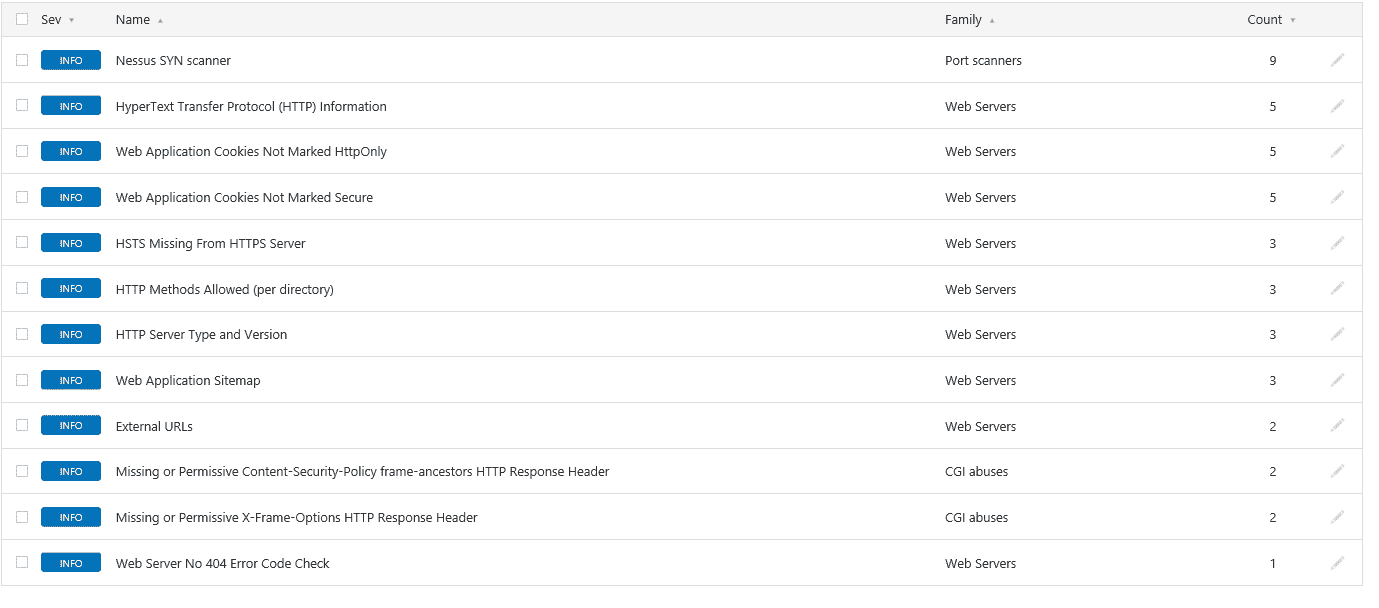 Sev Name Family Count
INFO Nessus SYN scanner Port scanners 9
INFO HyperText Transfer Protocol (HTTP) Information Web Servers 5
INFO Web Application Cookies Not Marked HttpOnly Web Servers 5
INFO Web Application Cookies Not Marked Secure Web Servers 5
INFO HSTS Missing From HTTPS Server Web Servers 3
INFO HTTP Methods Allowed (per directory) Web Servers 3
INFO HTTP Server Type and Version Web Servers 3
INFO Web Application Sitemap Web Servers 3
INFO External URLs Web Servers 2
INFO Missing or Permissive Content-Security-Policy frame-ancestors HTTP Response Header CGI abuses 2
INFO Missing or Permissive X-Frame-Options HTTP Response Header CGI abuses 2
INFO Web Server No 404 Error Code Check Web Servers 1